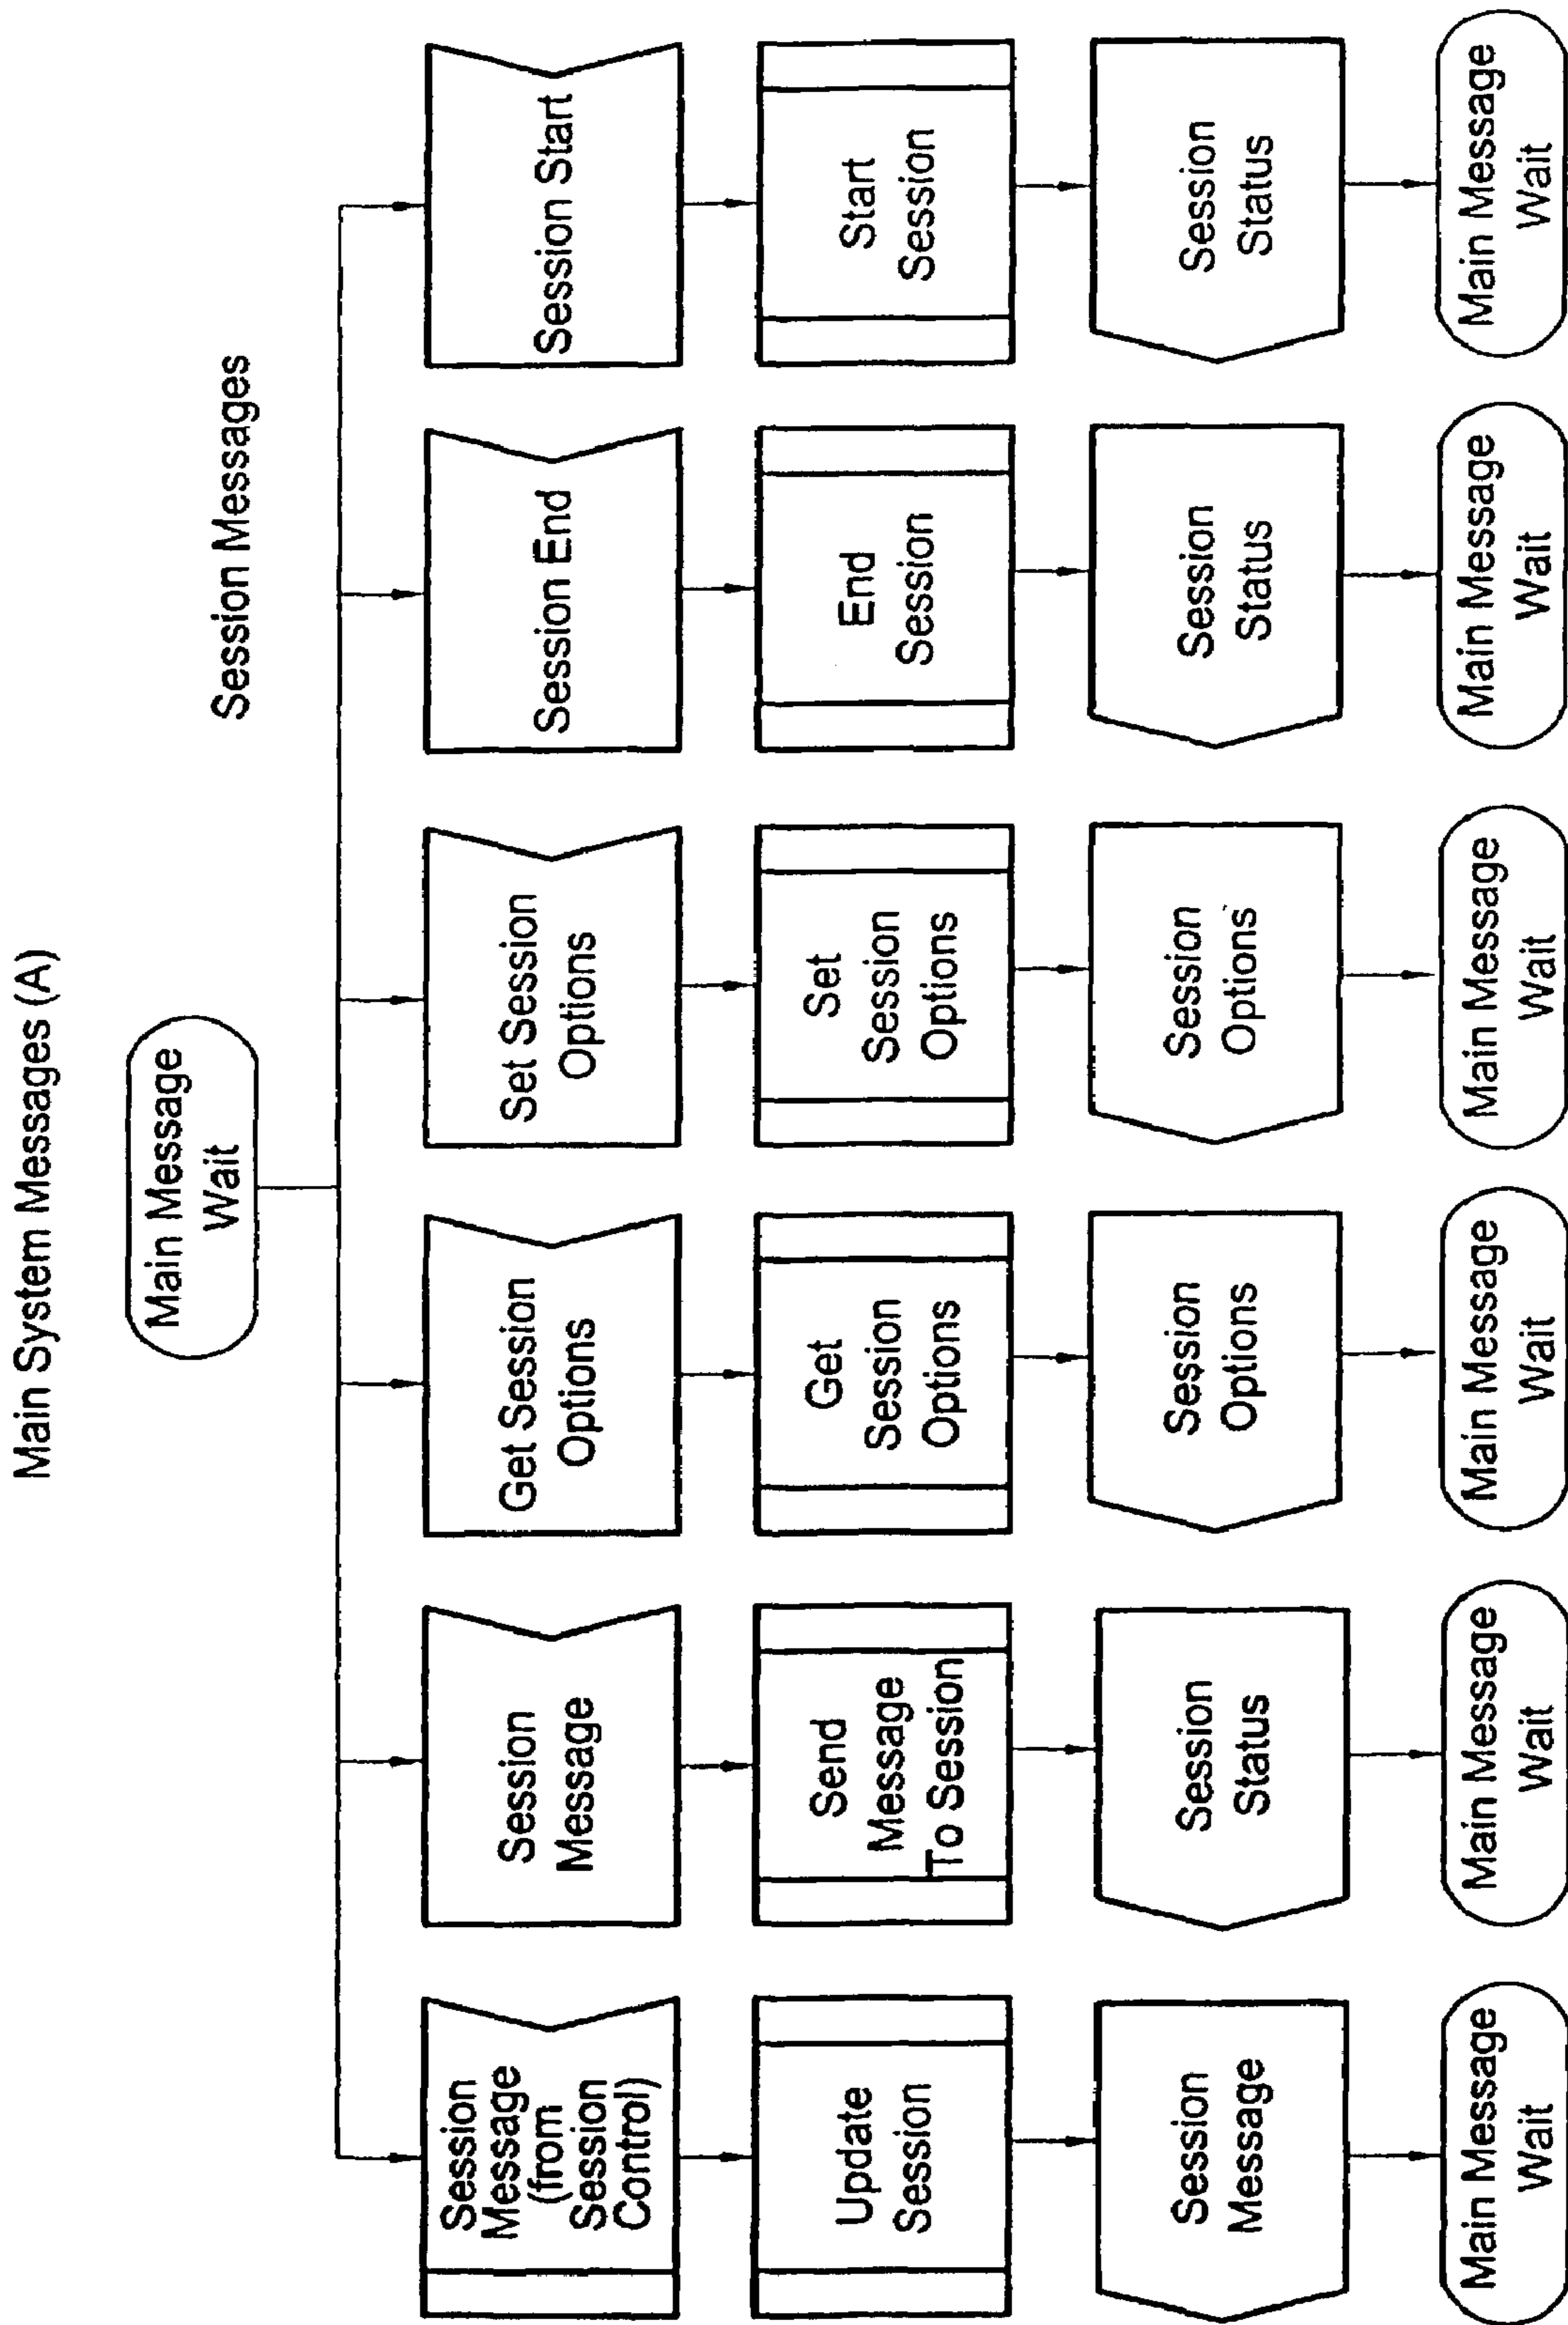 Main System Messages (A)
Main Message
Wait
Session Messages
Session
Message
(from
Session
Control)
Session
Message
Get Session
Options
Set Session
Options
Session End
Session Start
Update
Session
Send
Message
To Session
Get
Session
Options
Set
Session
Options
End
Session
Start
Session
Session
Message
Session
Status
Session
Options
Session
Options
Session
Status
Session
Status
Main Message
Wait
Main Message
Wait
Main Message
Wait
Main Message
Wait
Main Message
Wait
Main Message
Wait